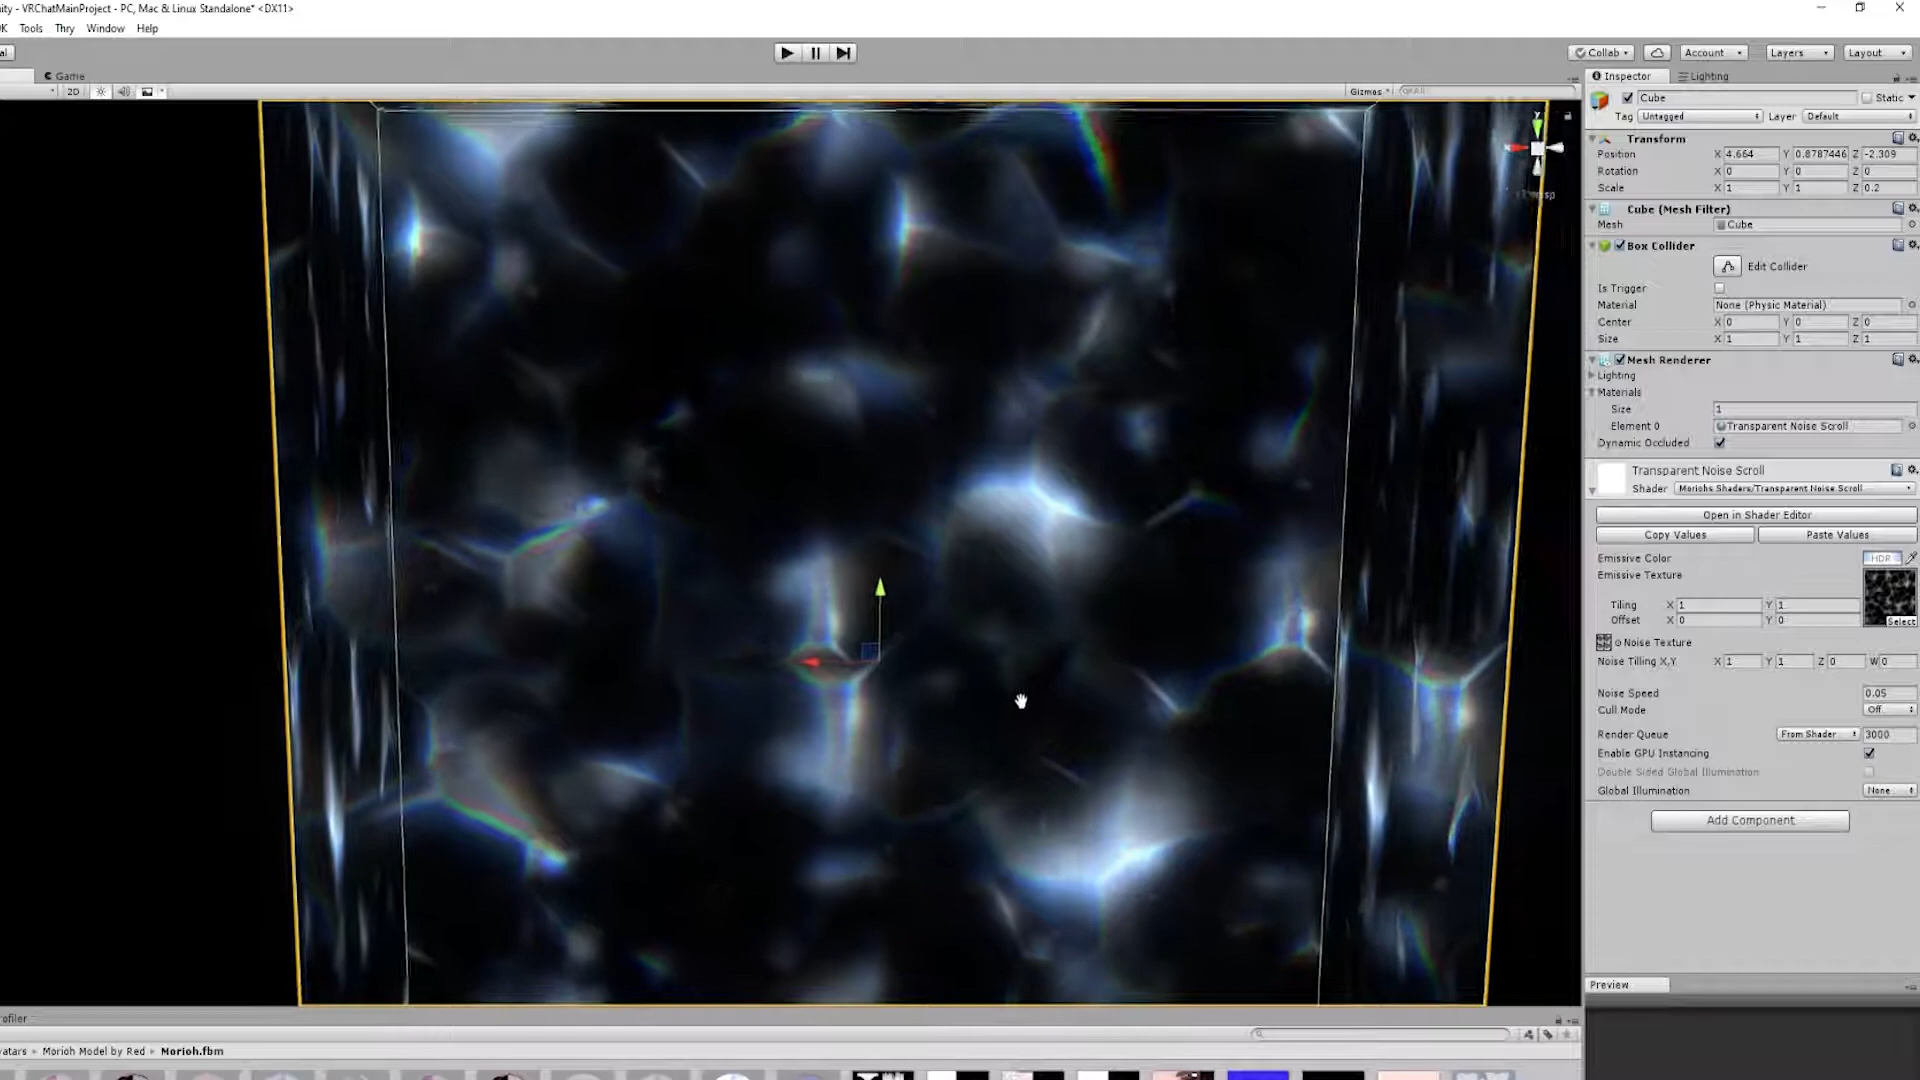 ity - VRChatMainProject - PC, Mac & Linux Standalone* <DX11>
Tools Thry Window Help
Collab Account Layers Layout
Game
Inspector Lighting
2D Gizmos
Cube Static
Tag Untagged Layer Default
Transform
Position X 4.664 Y 0.8787446 Z -2.309
Rotation X 0 Y 0 Z 0
Scale X 1 Y 1 Z 0.2
Cube (Mesh Filter)
Mesh Cube
Box Collider
Edit Collider
Is Trigger
Material None (Physic Material)
Center X 0 Y 0 Z 0
Size X 1 Y 1 Z 1
Mesh Renderer
Lighting
Materials
Size 1
Element 0 Transparent Noise Scroll
Dynamic Occluded
Transparent Noise Scroll
Shader Moriohs Shaders/Transparent Noise Scroll
Open in Shader Editor
Copy Values Paste Values
Emissive Color HDR
Emissive Texture
Tiling X 1 Y 1
Offset X 0 Y 0
Select
Noise Texture
Noise Tilling X,Y X 1 Y 1 Z 0 W 0
Noise Speed 0.05
Cull Mode Off
Render Queue From Shader 3000
Enable GPU Instancing
Double Sided Global Illumination
Global Illumination None
Add Component
Preview
ofiler
vatars Morioh Model by Red Morioh.fbm